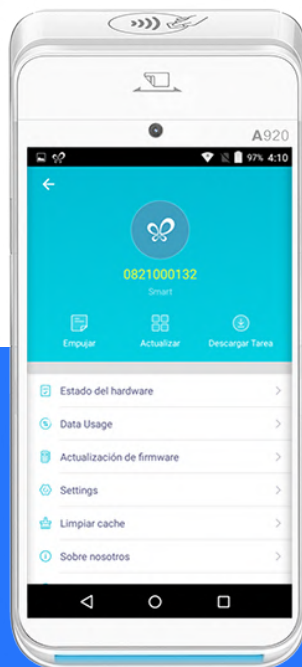 A920
97% 4:10
0821000132
Smart
Empujar
Actualizar
Descargar Tarea
Estado del hardware
Data Usage
Actualización de firmware
Settings
Limpiar cache
Sobre nosotros